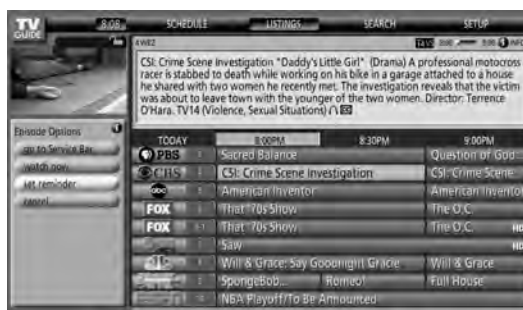 TV GUIDE
8:08
SCHEDULE LISTINGS SEARCH SETUP
CSI: Crime Scene Investigation "Daddy's Little Girl" (Drama) A professional motocross
racer is stabbed to death while working on his bike in a garage attached to a house
he shared with two women he recently met. The investigation reveals that the victim
was about to leave town with the younger of the two women. Director: Terrence
O'Hara. TV14 (Violence, Sexual Situations)
Episode Options
go to Service Bar
watch now
set reminder
cancel
TODAY 8:00PM 8:30PM 9:00PM
PBS Sacred Balance Question of God
CBS CSI: Crime Scene Investigation CSI: Crime Scene
abc American Inventor American Invento
FOX That '70s Show The O.C.
FOX That '70s Show The O.C. HD
Saw HD
Will & Grace: Say Goodnight Gracie Will & Grace
SpongeBob... Romeo! Full House
NBA Playoff/To Be Announced